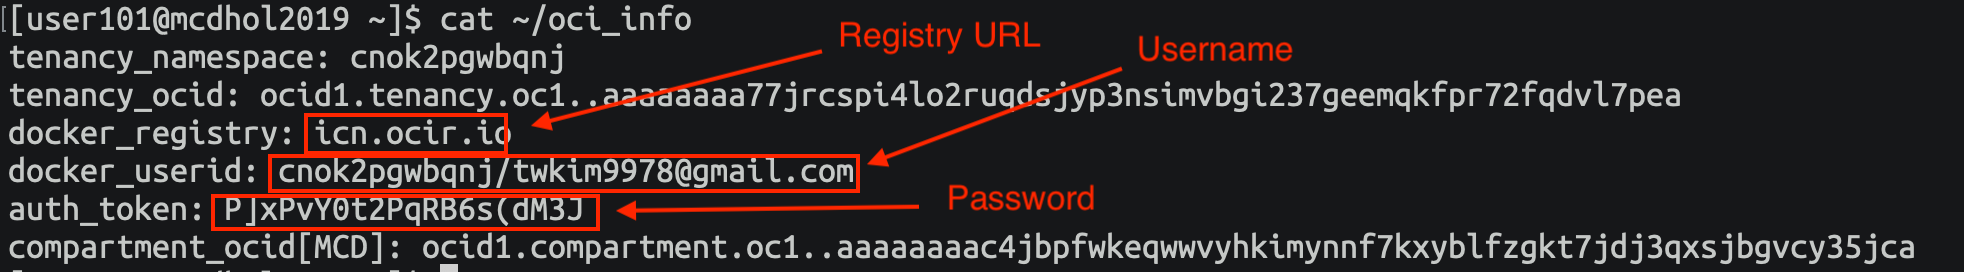 [[user101@mcdhol2019 ~]$ cat ~/oci_info
Registry URL
Username
tenancy_namespace: cnok2pgwbqnj
tenancy_ocid: ocid1.tenancy.oc1..aaaaaaaa77jrcspi4lo2ruqdsjyp3nsimvbgi237geemqkfpr72fqdvl7pea
docker_registry: icn.ocir.io
docker_userid: cnok2pgwbqnj/twkim9978@gmail.com
Password
auth_token: P]xPvY0t2PqRB6s(dM3J
compartment_ocid[MCD]: ocid1.compartment.oc1..aaaaaaaac4jbpfwkeqwwvyhkimynnf7kxyblfzgkt7jdj3qxsjbgvcy35jca